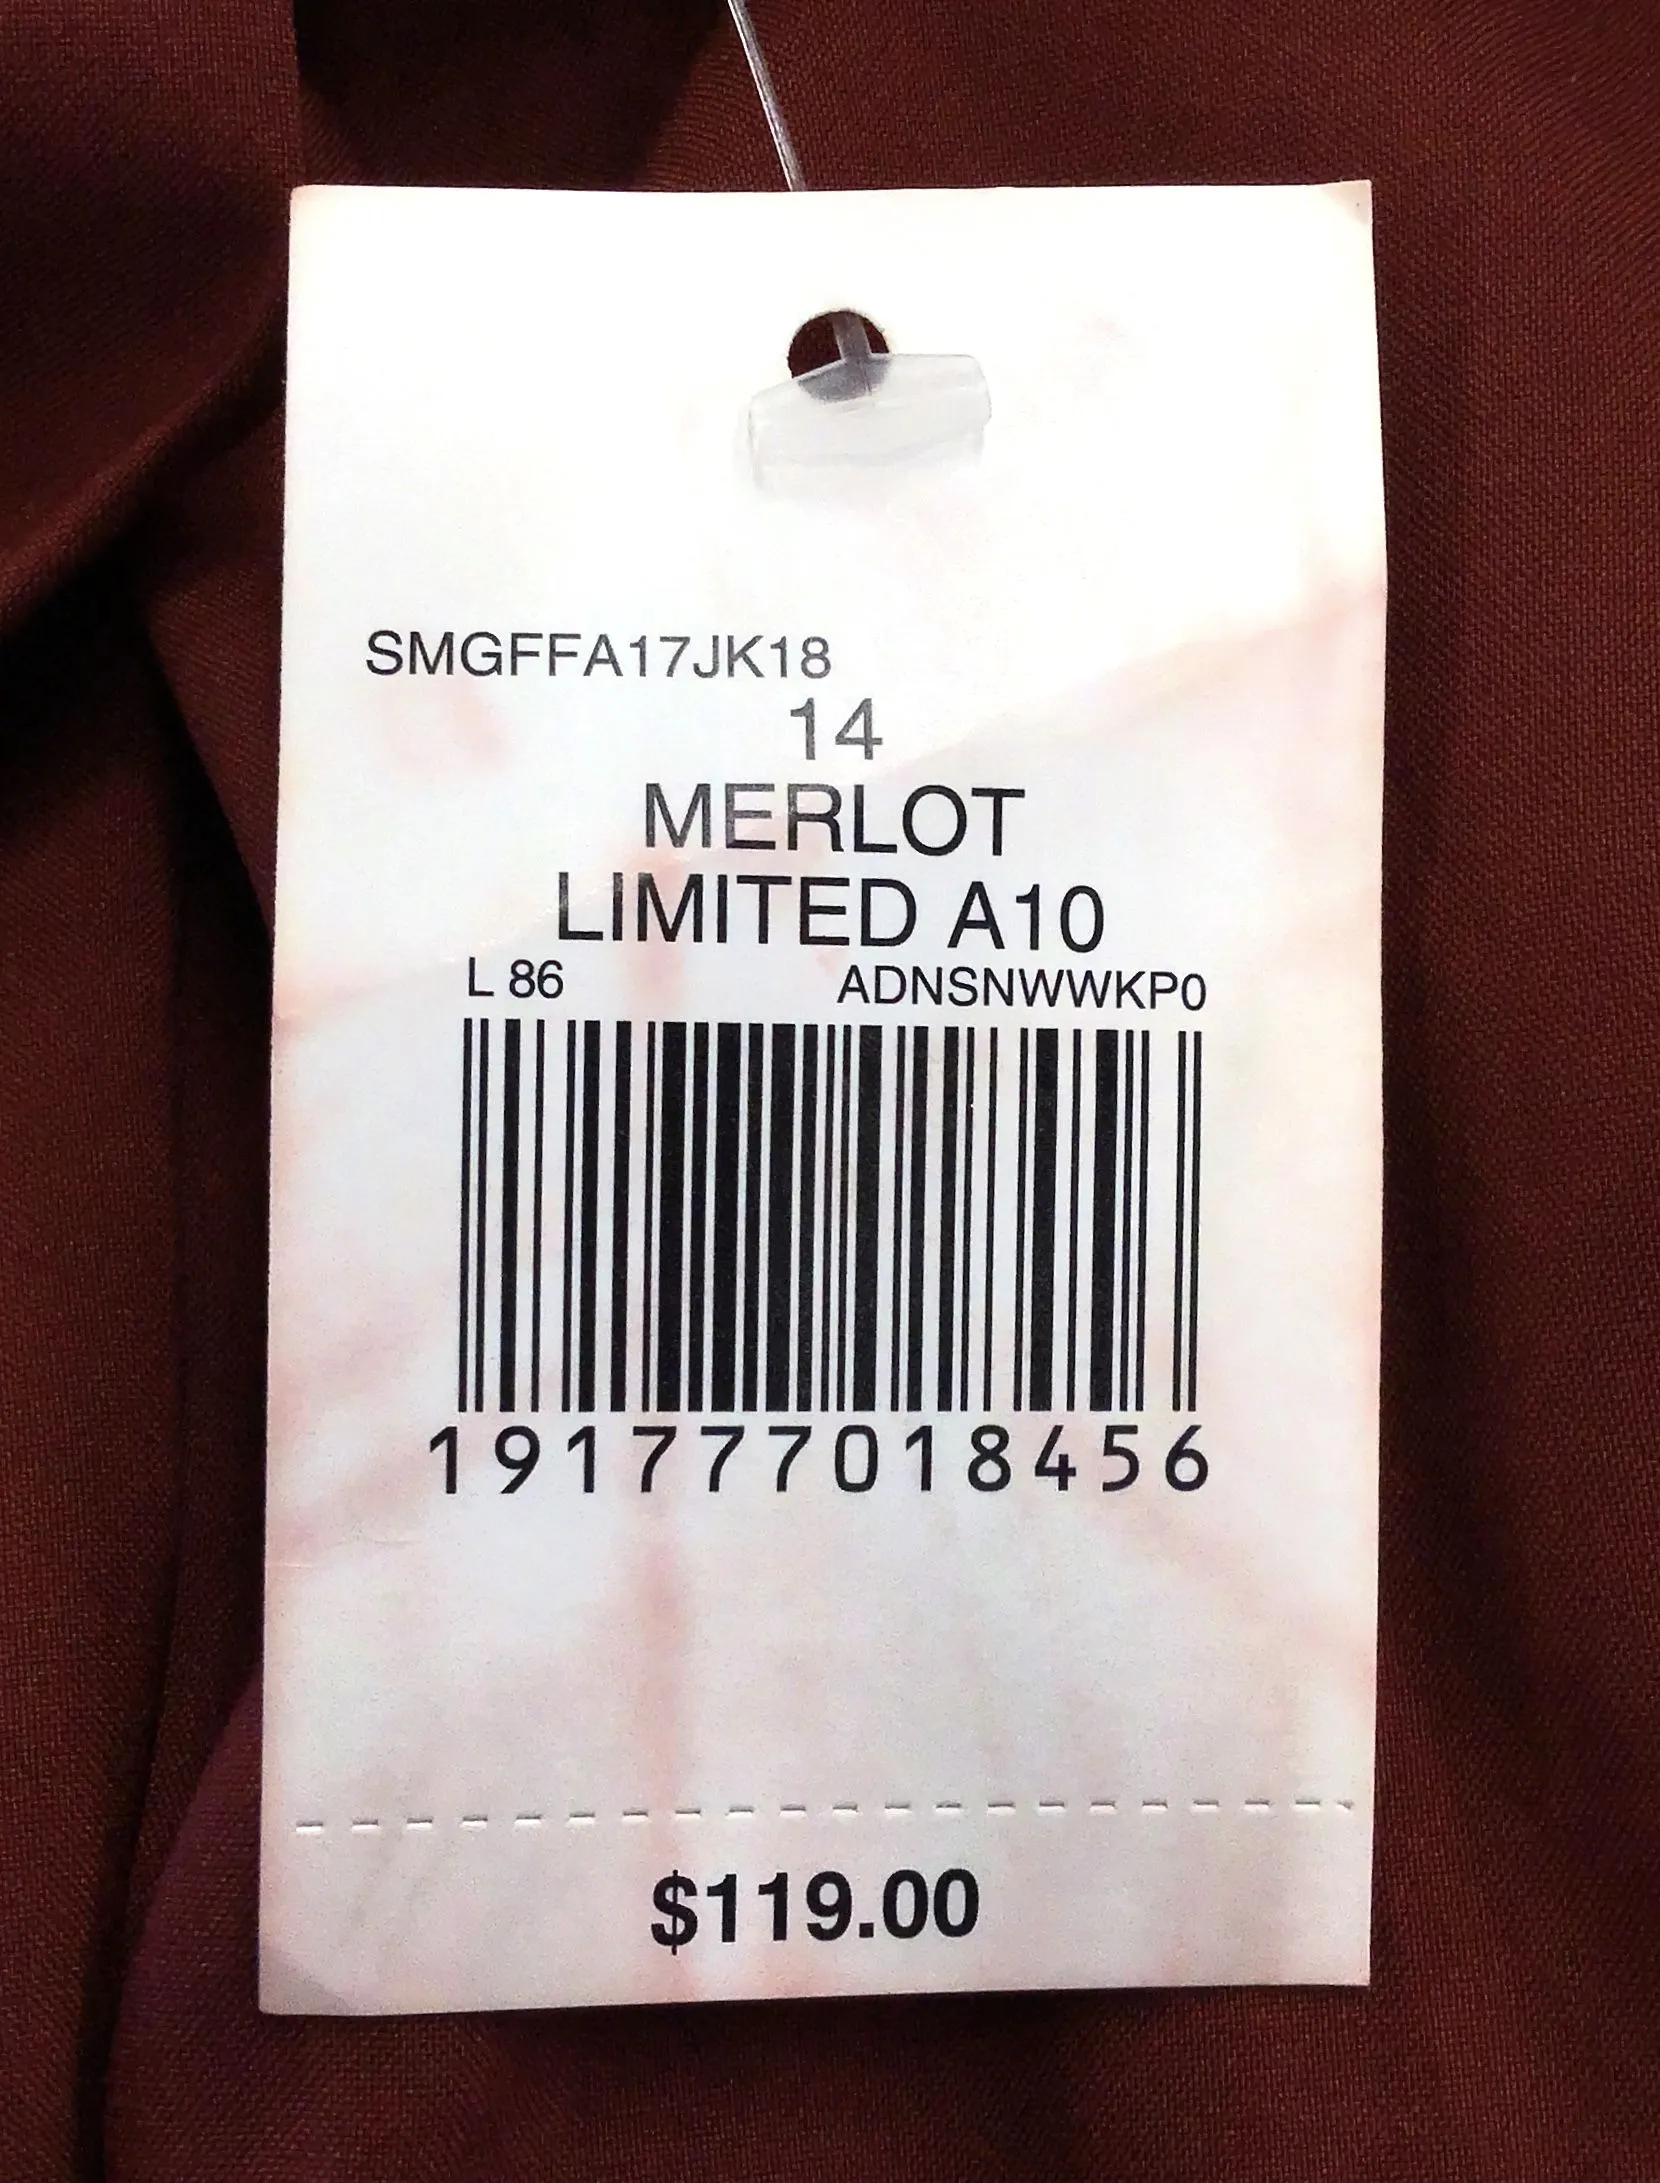 SMGFFA17JK18
14
MERLOT
LIMITED A10
L 86 ADNSNWWKP0
191777018456
$119.00